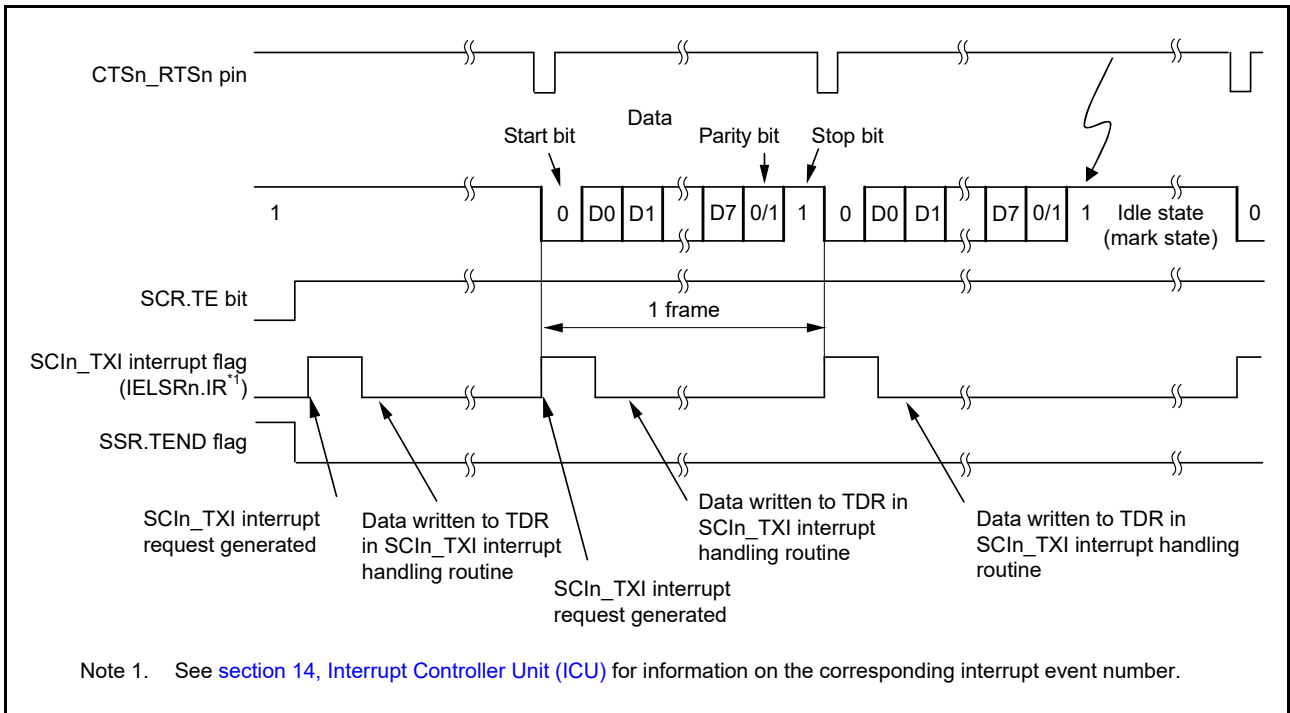 CTSn_RTSn pin
Data
Start bit
Parity bit
Stop bit
1
0
D0
D1
D7
0/1
1
0
D0
D1
D7
0/1
1
Idle state
(mark state)
0
SCR.TE bit
1 frame
SCIn_TXI interrupt flag
(IELSRn.IR*1)
SSR.TEND flag
SCIn_TXI interrupt
request generated
Data written to TDR
in SCIn_TXI interrupt
handling routine
SCIn_TXI interrupt
request generated
Data written to TDR in
SCIn_TXI interrupt
handling routine
Data written to TDR in
SCIn_TXI interrupt handling
routine
Note 1. See section 14, Interrupt Controller Unit (ICU) for information on the corresponding interrupt event number.